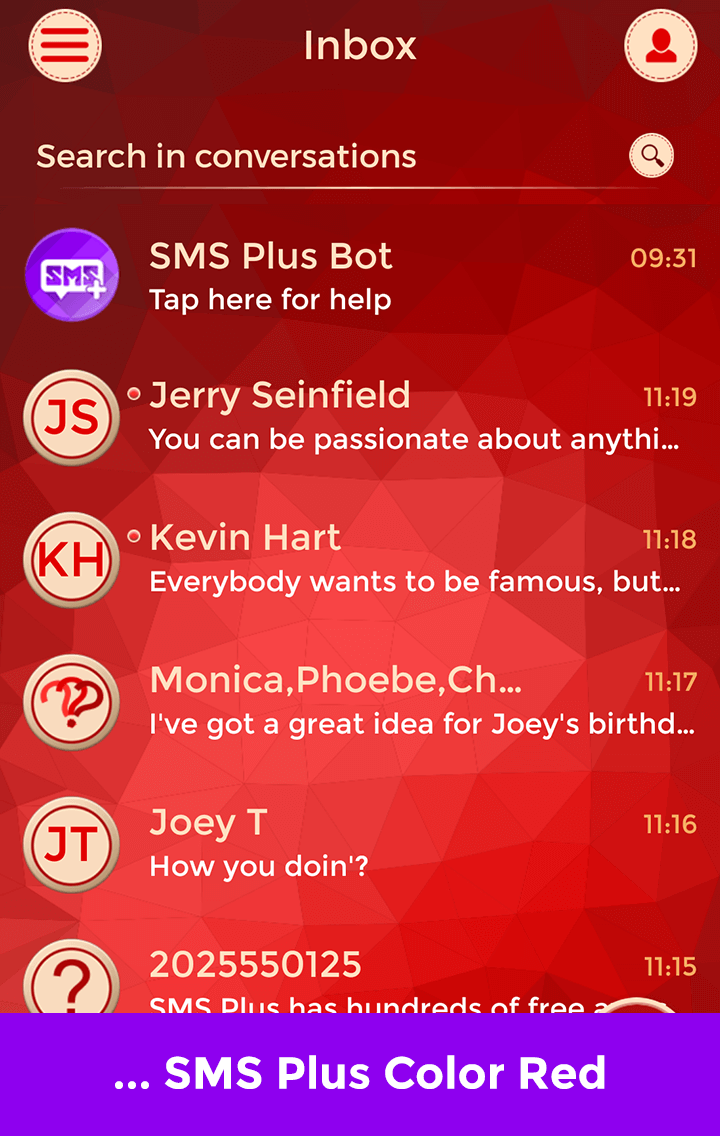 Inbox
Search in conversations
SMS Plus Bot
09:31
Tap here for help
SMS
JS
Jerry Seinfield
11:19
You can be passionate about anythi...
KH
Kevin Hart
11:18
Everybody wants to be famous, but...
Monica,Phoebe,Ch...
11:17
I've got a great idea for Joey's birthd...
??
JT
Joey T
11:16
How you doin'?
?
2025550125
11:15
SMS Plus has hundreds of free
... SMS Plus Color Red